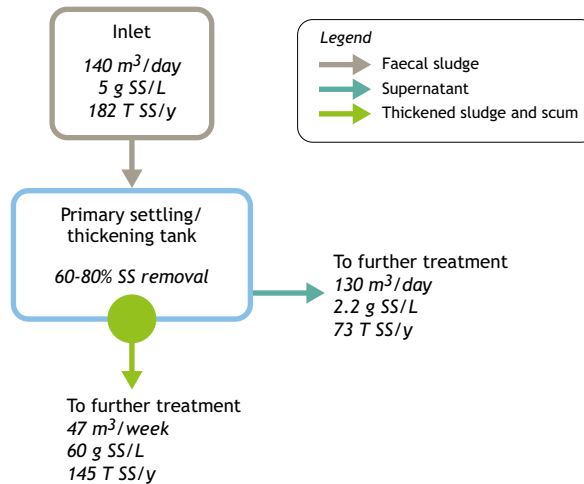 Inlet
140 m³/day
5 g SS/L
182 T SS/y
Legend
Faecal sludge
Supernatant
Thickened sludge and scum
Primary settling/
thickening tank
60-80% SS removal
To further treatment
130 m³/day
2.2 g SS/L
73 T SS/y
To further treatment
47 m³/week
60 g SS/L
145 T SS/y